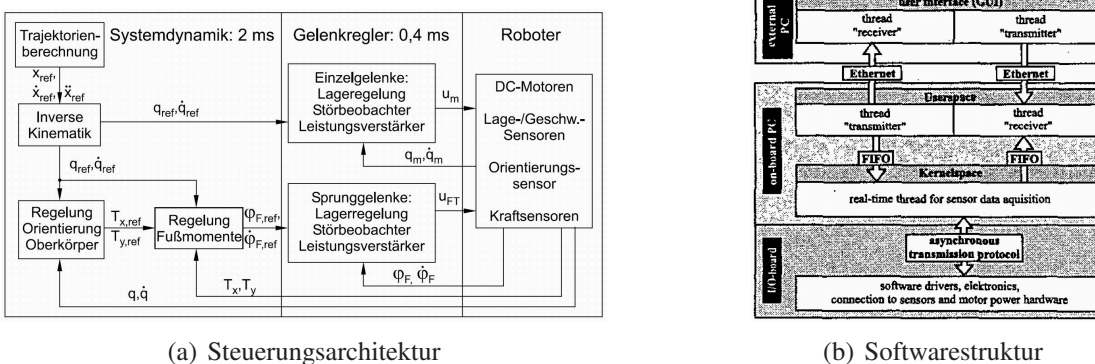 Trajektorien-
berechnung
Systemdynamik: 2 ms
Gelenkregler: 0,4 ms
Roboter
x_ref,
ẋ_ref, ẍ_ref
Inverse
Kinematik
q_ref, q̇_ref
q_ref, q̇_ref
Regelung
Orientierung
Oberkörper
T_x,ref
T_y,ref
Regelung
Fußmomente
φ_F,ref,
φ̇_F,ref
Einzelgelenke:
Lageregelung
Störbeobachter
Leistungsverstärker
u_m
q_m, q̇_m
Sprunggelenke:
Lagerregelung
Störbeobachter
Leistungsverstärker
u_FT
φ_F, φ̇_F
DC-Motoren
Lage-/Geschw.-
Sensoren
Orientierungs-
sensor
Kraftsensoren
T_x, T_y
q, q̇
(a) Steuerungsarchitektur
external
PC
user interface (GUI)
thread
"receiver"
thread
"transmitter"
Ethernet
Ethernet
on-board PC
Userspace
thread
"transmitter"
thread
"receiver"
FIFO
FIFO
Kernelspace
real-time thread for sensor data aquisition
asynchronous
transmission protocol
I/O-board
software drivers, elektronics,
connection to sensors and motor power hardware
(b) Softwarestruktur